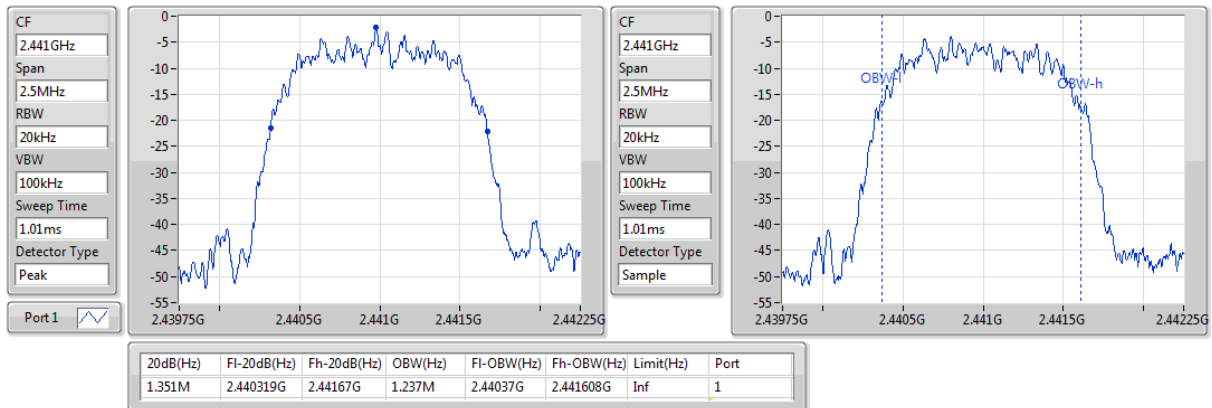 CF
2.441GHz
Span
2.5MHz
RBW
20kHz
VBW
100kHz
Sweep Time
1.01ms
Detector Type
Peak
Port 1
0
-5
-10
-15
-20
-25
-30
-35
-40
-45
-50
-55
2.43975G 2.4405G 2.441G 2.4415G 2.44225G
CF
2.441GHz
Span
2.5MHz
RBW
20kHz
VBW
100kHz
Sweep Time
1.01ms
Detector Type
Sample
0
-5
-10
-15
-20
-25
-30
-35
-40
-45
-50
-55
OBW-l
OBW-h
2.43975G 2.4405G 2.441G 2.4415G 2.44225G
20dB(Hz) Fl-20dB(Hz) Fh-20dB(Hz) OBW(Hz) Fl-OBW(Hz) Fh-OBW(Hz) Limit(Hz) Port
1.351M 2.440319G 2.44167G 1.237M 2.44037G 2.441608G Inf 1